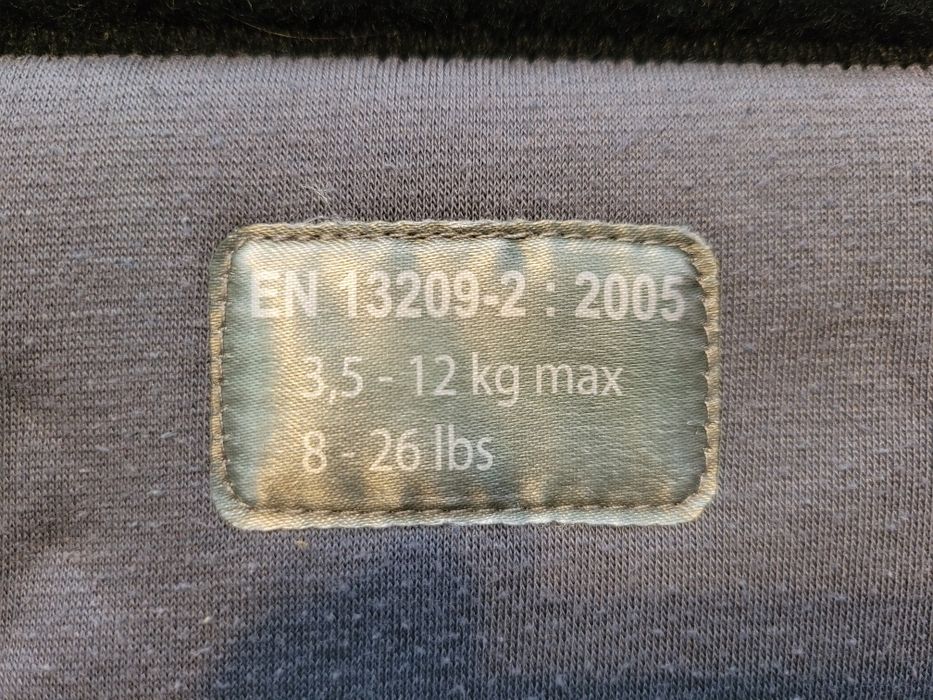 EN 13209-2 : 2005
3,5 - 12 kg max
8 - 26 lbs